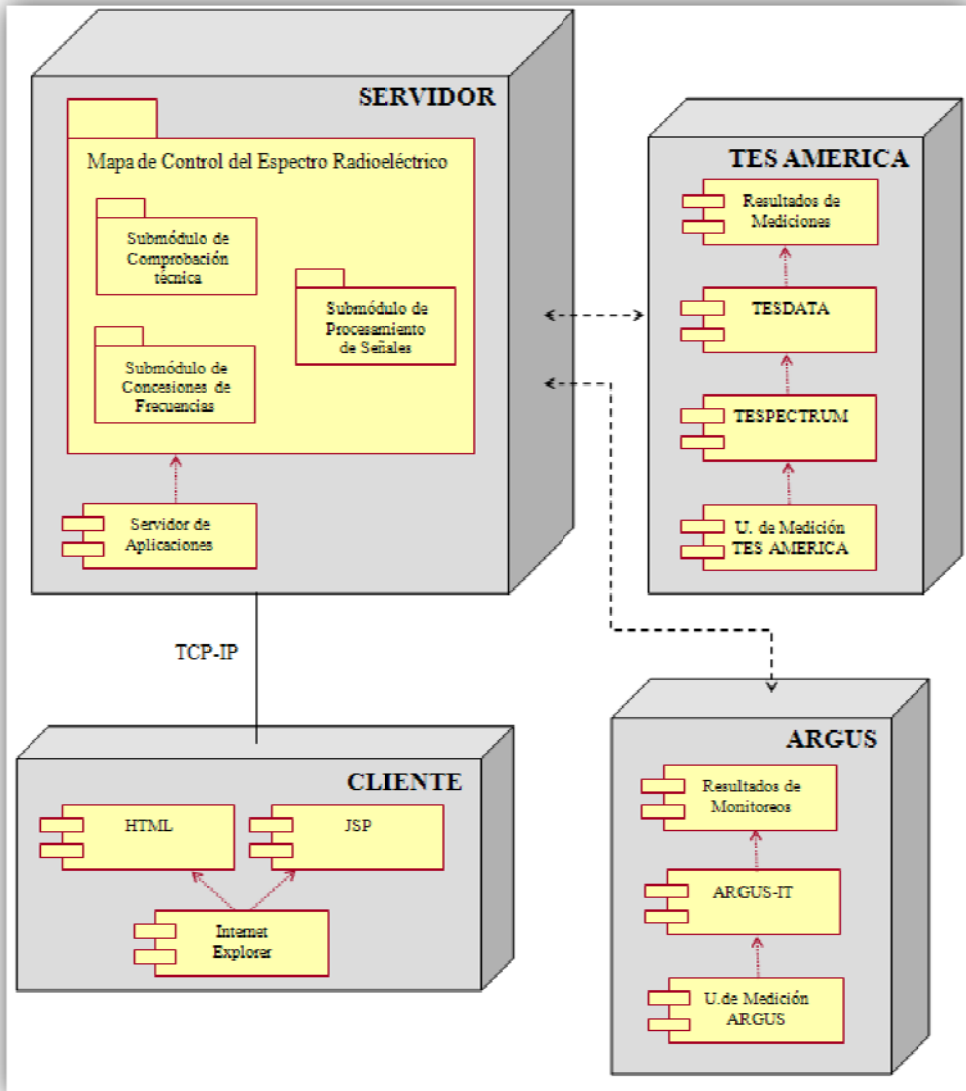 SERVIDOR
Mapa de Control del Espectro Radioeléctrico
Submódulo de
Comprobación
técnica
Submódulo de
Procesamiento
de Señales
Submódulo de
Concesiones de
Frecuencias
Servidor de
Aplicaciones
TES AMERICA
Resultados de
Mediciones
TESDATA
TESPECTRUM
U. de Medición
TES AMERICA
TCP-IP
CLIENTE
HTML
JSP
Internet
Explorer
ARGUS
Resultados de
Monitoreos
ARGUS-IT
U.de Medición
ARGUS